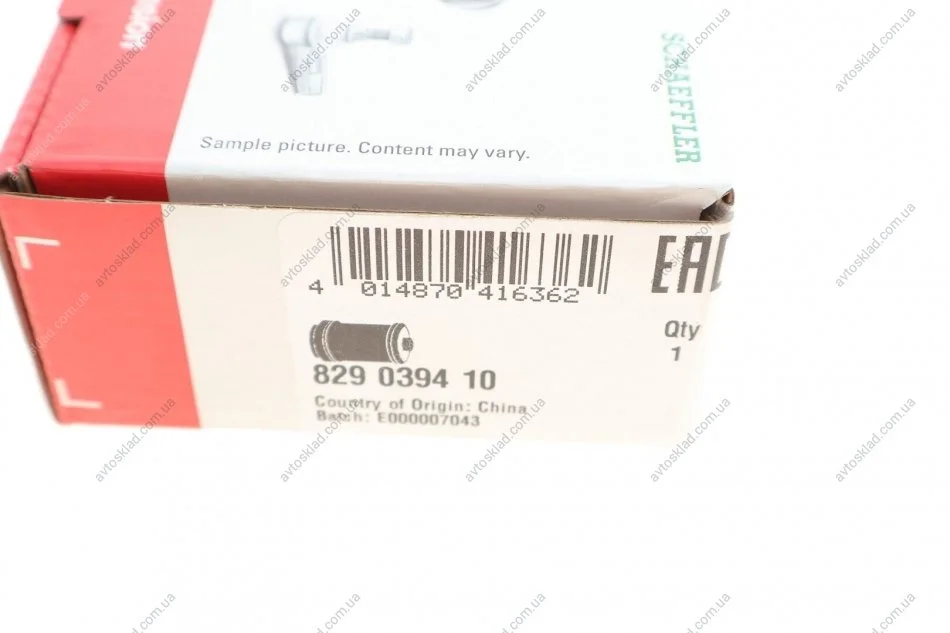 SCHAEFFLER
Sample picture. Content may vary.
EAC
4 014870 416362
Qty
1
829 0394 10
Country of Origin: China
Batch: E000007043
avtosklad.com.ua